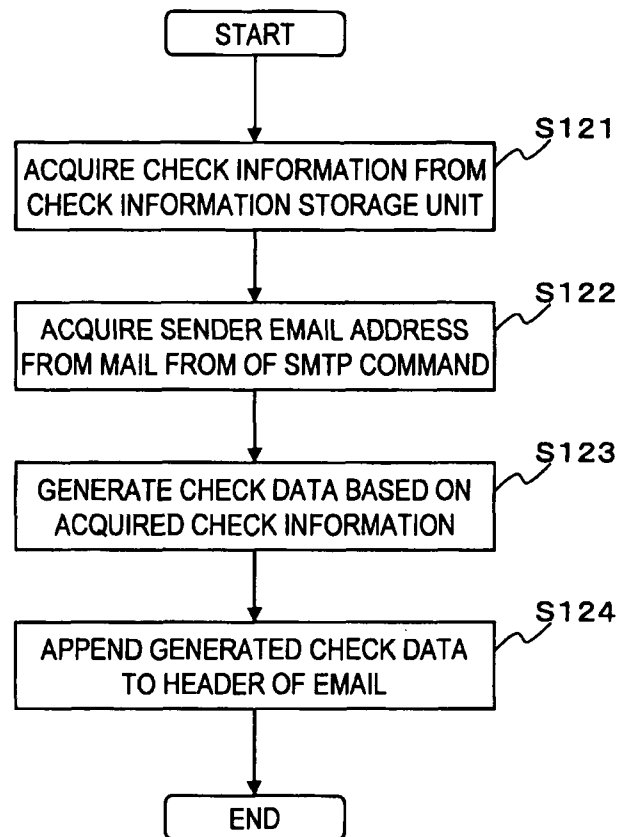 START
S121
ACQUIRE CHECK INFORMATION FROM
CHECK INFORMATION STORAGE UNIT
S122
ACQUIRE SENDER EMAIL ADDRESS
FROM MAIL FROM OF SMTP COMMAND
S123
GENERATE CHECK DATA BASED ON
ACQUIRED CHECK INFORMATION
S124
APPEND GENERATED CHECK DATA
TO HEADER OF EMAIL
END